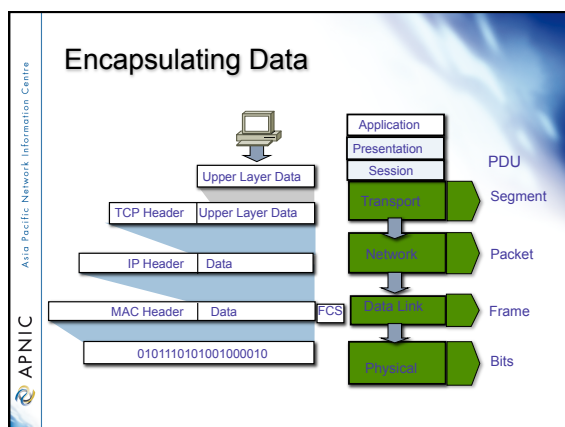 Encapsulating Data
Asia Pacific Network Information Centre
APNIC
Application
Presentation
Session
PDU
Upper Layer Data
Transport
Segment
TCP Header Upper Layer Data
Network
Packet
IP Header Data
Data Link
Frame
MAC Header Data FCS
0101110101001000010
Physical
Bits